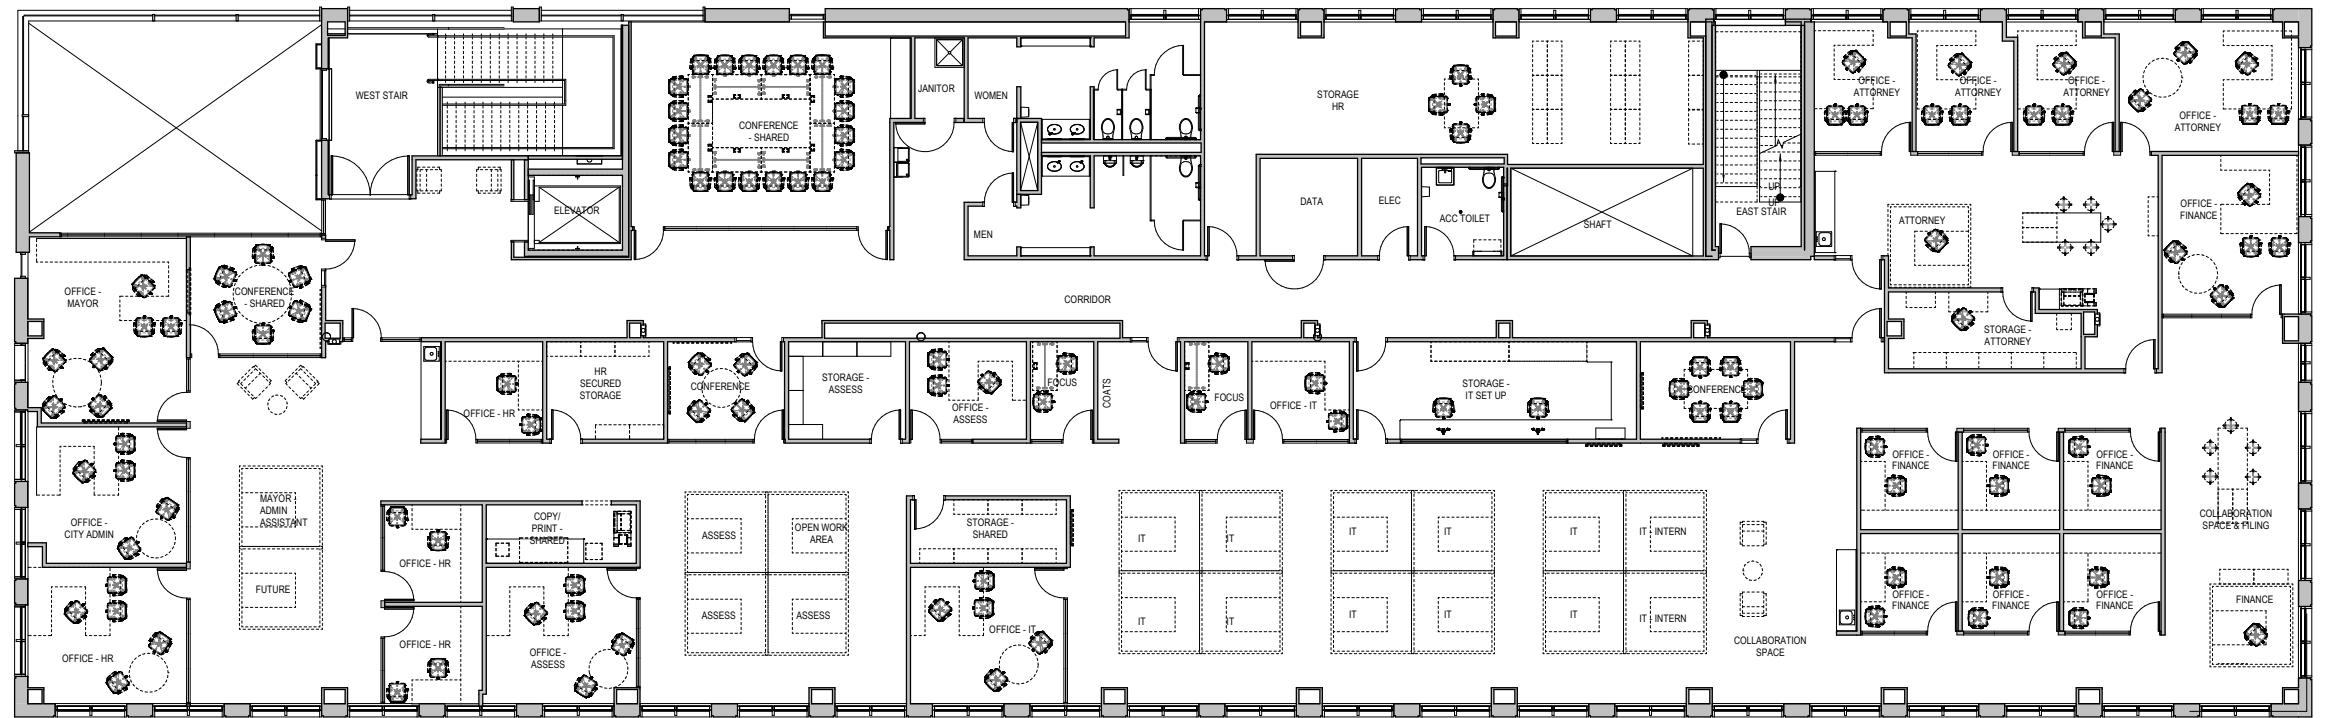 WEST STAIR
CONFERENCE
- SHARED
JANITOR
WOMEN
STORAGE
HR
OFFICE -
ATTORNEY
OFFICE -
ATTORNEY
OFFICE -
ATTORNEY
OFFICE -
ATTORNEY
ELEVATOR
MEN
DATA
ELEC
ACC TOILET
SHAFT
UP
UP
EAST STAIR
ATTORNEY
OFFICE -
FINANCE
OFFICE -
MAYOR
CONFERENCE
- SHARED
CORRIDOR
STORAGE -
ATTORNEY
OFFICE - HR
HR
SECURED
STORAGE
CONFERENCE
STORAGE -
ASSESS
OFFICE -
ASSESS
FOCUS
COATS
FOCUS
OFFICE - IT
STORAGE -
IT SET UP
CONFERENCE
OFFICE -
CITY ADMIN
MAYOR
ADMIN
ASSISTANT
FUTURE
OFFICE - HR
OFFICE - HR
OFFICE - HR
COPY/
PRINT -
SHARED
OFFICE -
ASSESS
ASSESS
OPEN WORK
AREA
ASSESS
ASSESS
STORAGE -
SHARED
OFFICE - IT
IT
IT
IT
IT
IT
IT - INTERN
IT
IT
IT
IT
IT
IT - INTERN
COLLABORATION
SPACE
OFFICE -
FINANCE
OFFICE -
FINANCE
OFFICE -
FINANCE
OFFICE -
FINANCE
OFFICE -
FINANCE
OFFICE -
FINANCE
COLLABORATION
SPACE & FILING
FINANCE